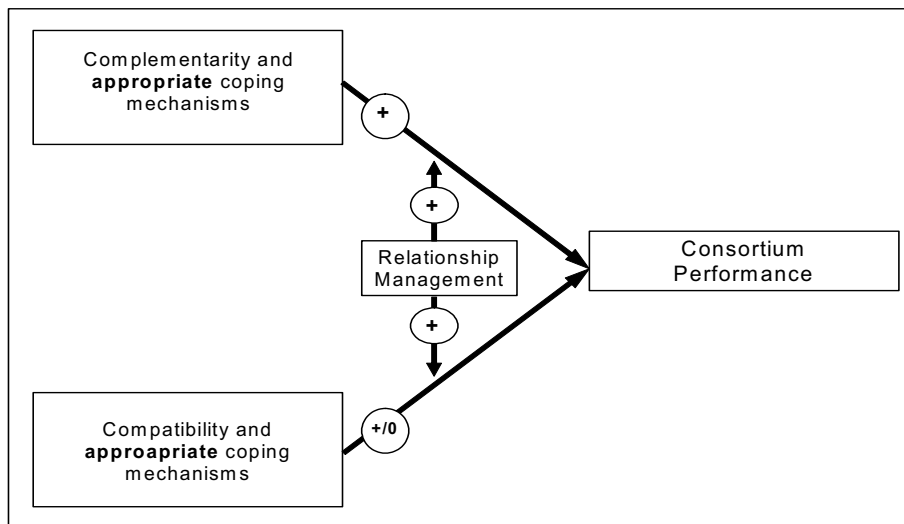 Complementarity and
appropriate coping
mechanisms
+
+
Relationship
Management
Consortium
Performance
+
Compatibility and
approapriate coping
mechanisms
+/0